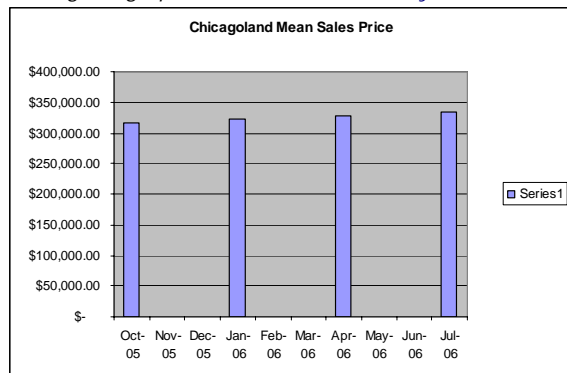 Chicagoland Mean Sales Price
$400,000.00
$350,000.00
$300,000.00
$250,000.00
$200,000.00
$150,000.00
$100,000.00
$50,000.00
$-
Oct- Nov- Dec- Jan- Feb- Mar- Apr- May- Jun- Jul-
05 05 05 06 06 06 06 06 06 06
Series1